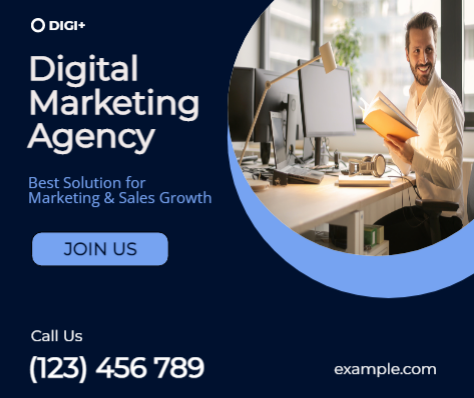 DIGI+
Digital
Marketing
Agency
Best Solution for
Marketing & Sales Growth
JOIN US
Call Us
(123) 456 789
example.com